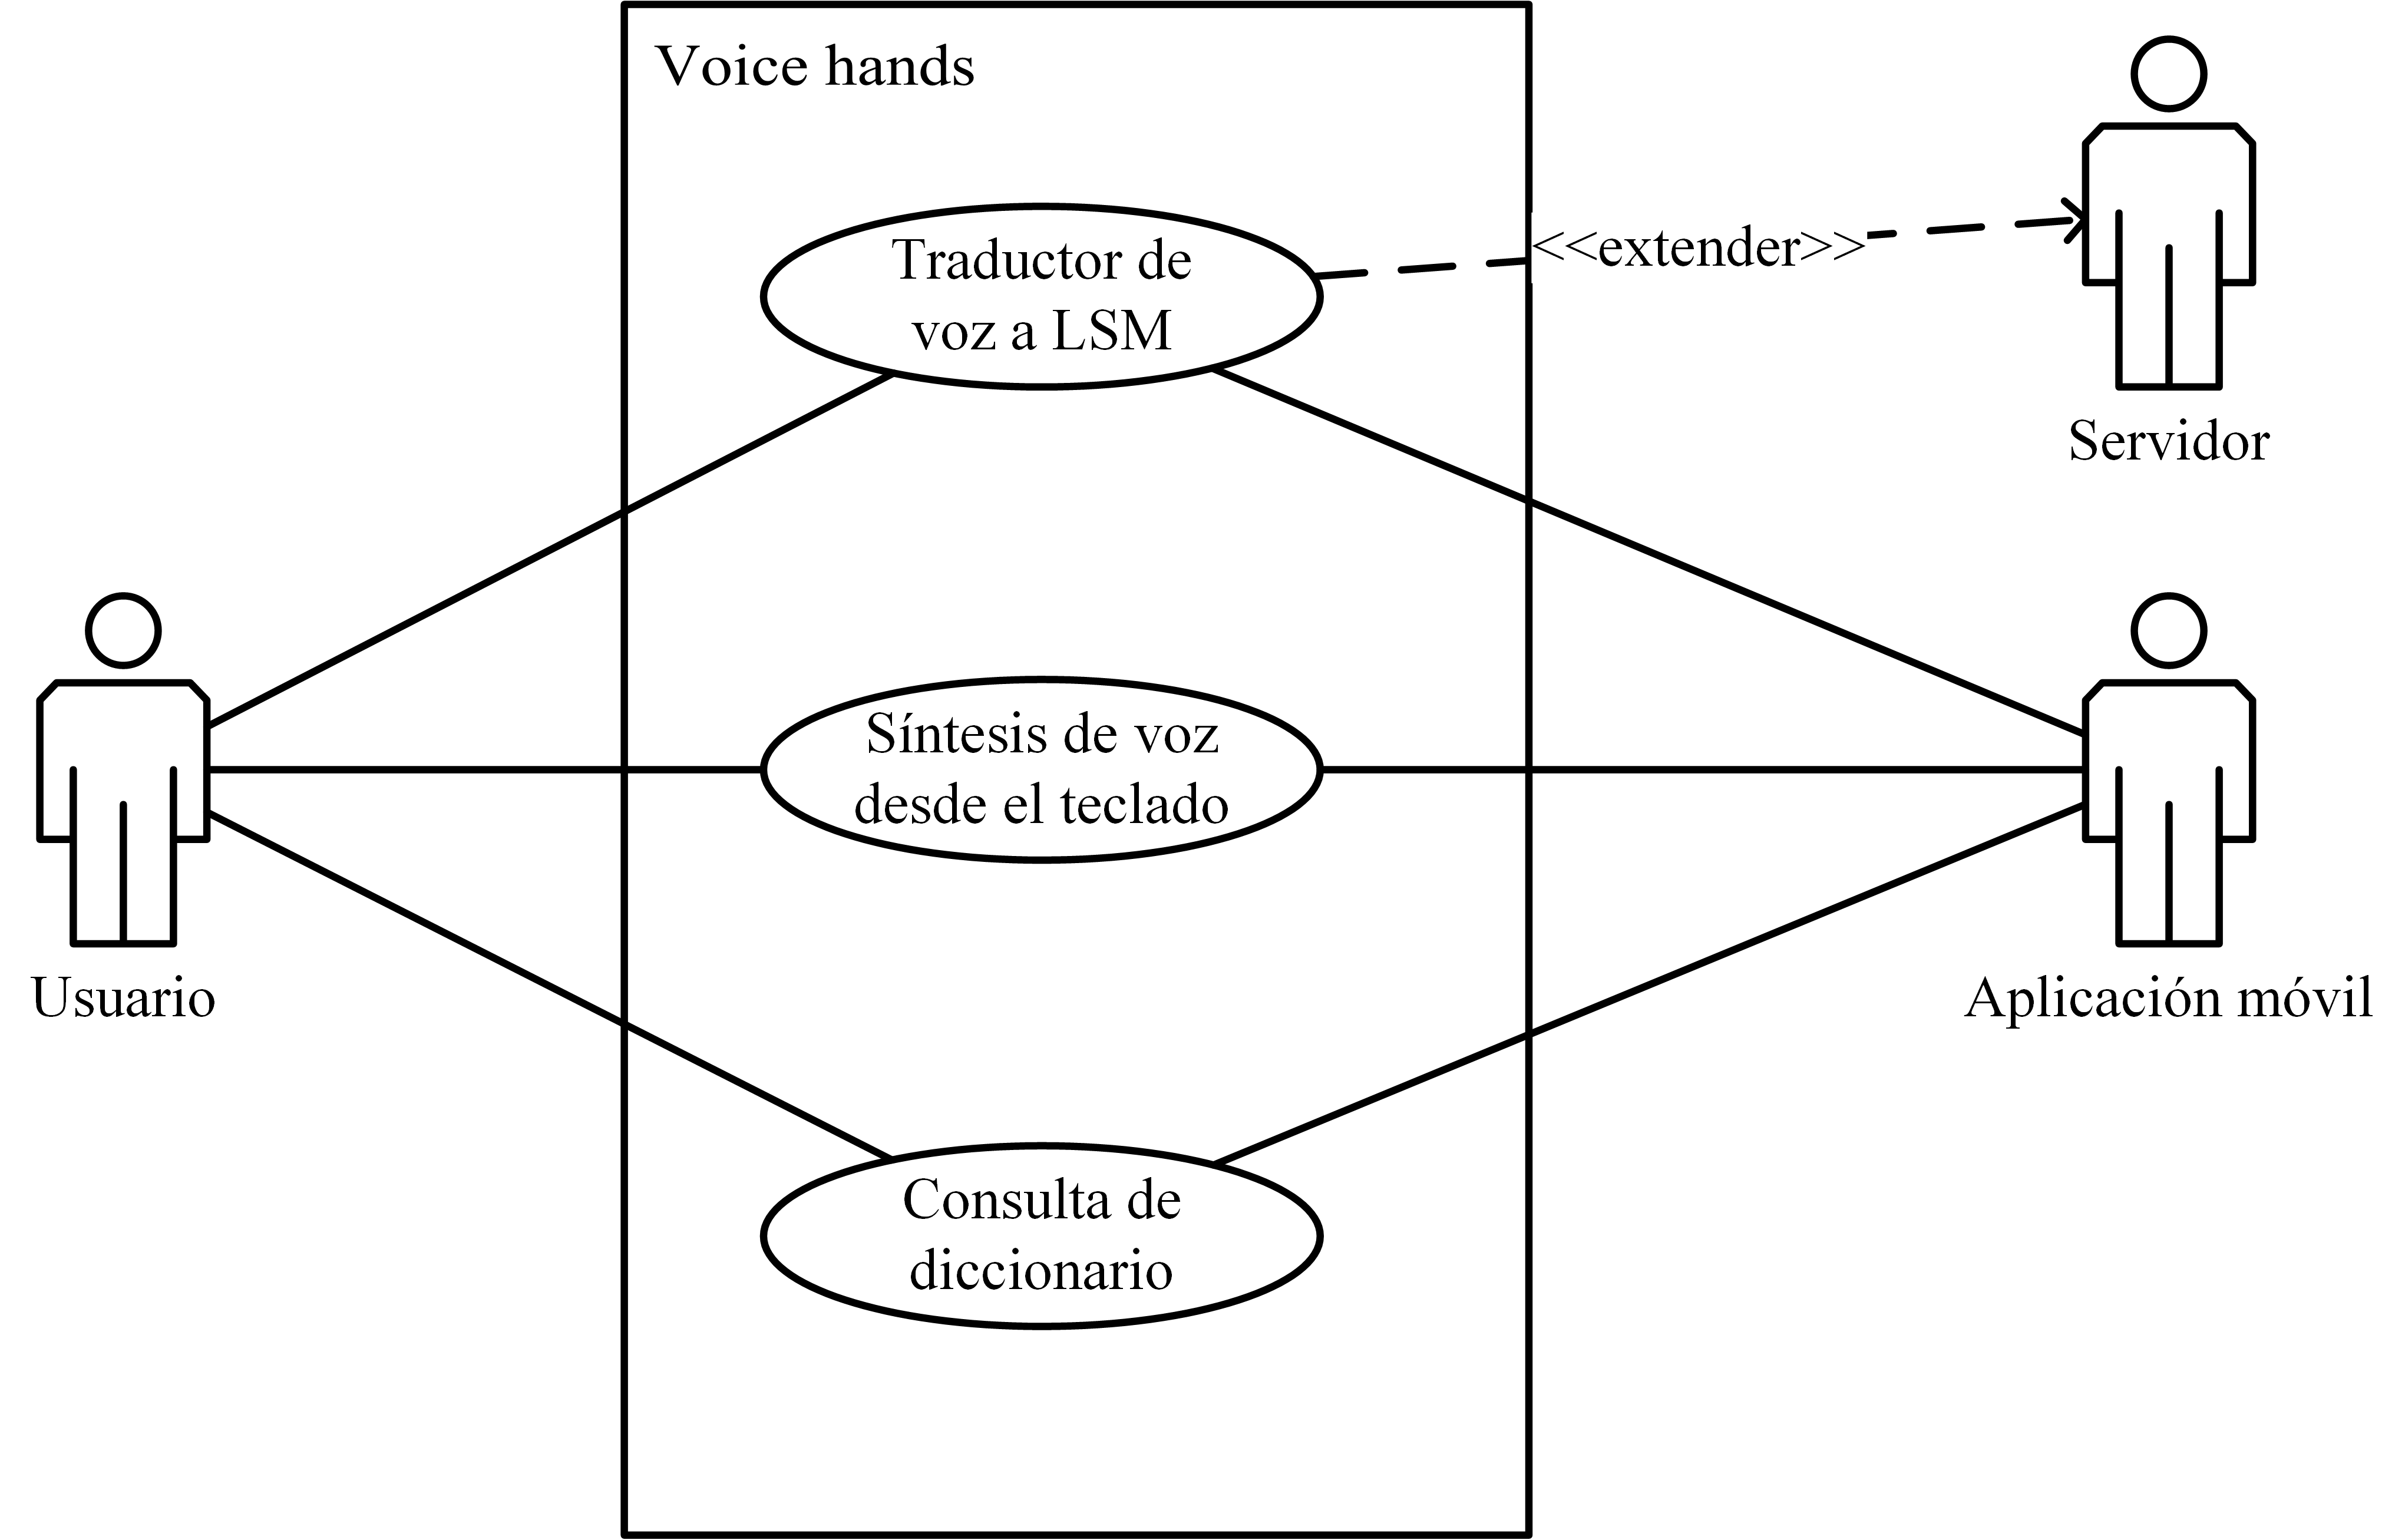 Voice hands
Traductor de
voz a LSM
<<extender>>
Servidor
Síntesis de voz
desde el teclado
Usuario
Aplicación móvil
Consulta de
diccionario